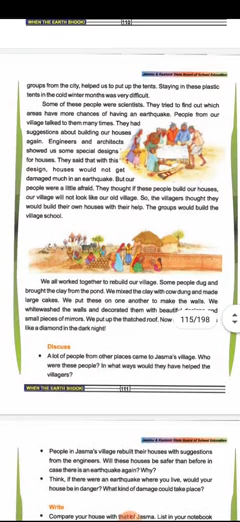 WHEN THE EARTH SHOOK!
110
Jammu & Kashmir State Board of School Education
groups from the city, helped us to put up the tents. Staying in these plastic
tents in the cold winter months was very difficult.
Some of these people were scientists. They tried to find out which
areas have more chances of having an earthquake. People from our
village talked to them many times. They had
suggestions about building our houses
again. Engineers and architects
showed us some special designs
for houses. They said that with this
design, houses would not get
damaged much in an earthquake. But our
people were a little afraid. They thought if these people build our houses,
our village will not look like our old village. So, the villagers thought they
would build their own houses with their help. The groups would build the
village school.
We all worked together to rebuild our village. Some people dug and
brought the clay from the pond. We mixed the clay with cow dung and made
large cakes. We put these on one another to make the walls. We
whitewashed the walls and decorated them with and
small pieces of mirrors. We put up the thatched roof. Now
115/198
like a diamond in the dark night!
Discuss
• A lot of people from other places came to Jasma's village. Who
were these people? In what ways would they have helped the
villagers?
WHEN THE EARTH SHOOK!
111
Jammu & Kashmir State Board of School Education
• People in Jasma's village rebuilt their houses with suggestions
from the engineers. Will these houses be safer than before in
case there is an earthquake again? Why?
• Think, if there were an earthquake where you live, would your
house be in danger? What kind of damage could take place?
Write
• Compare your house with that of Jasma. List in your notebook